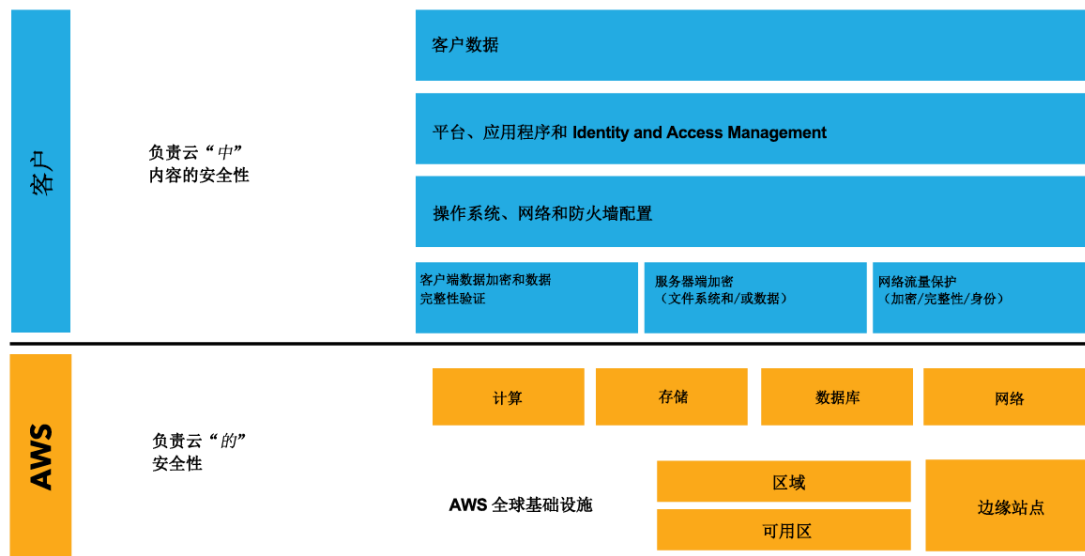 客户
负责云“中”
内容的安全性
客户数据
平台、应用程序和 Identity and Access Management
操作系统、网络和防火墙配置
客户端数据加密和数据
完整性验证
服务器端加密
（文件系统和/或数据）
网络流量保护
（加密/完整性/身份）
AWS
负责云“的”
安全性
计算
存储
数据库
网络
AWS 全球基础设施
区域
可用区
边缘站点